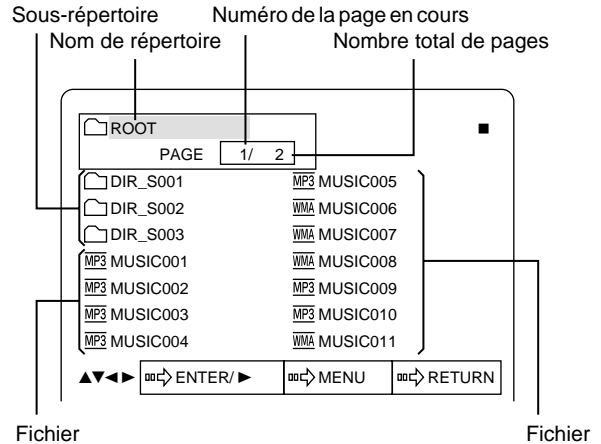 Sous-répertoire Numéro de la page en cours
Nom de répertoire Nombre total de pages
ROOT
PAGE 1/ 2
DIR_S001 MP3 MUSIC005
DIR_S002 WMA MUSIC006
DIR_S003 WMA MUSIC007
MP3 MUSIC001 WMA MUSIC008
MP3 MUSIC002 MP3 MUSIC009
MP3 MUSIC003 MP3 MUSIC010
MP3 MUSIC004 WMA MUSIC011
▲▼◄► ENTER/ ► MENU RETURN
Fichier Fichier